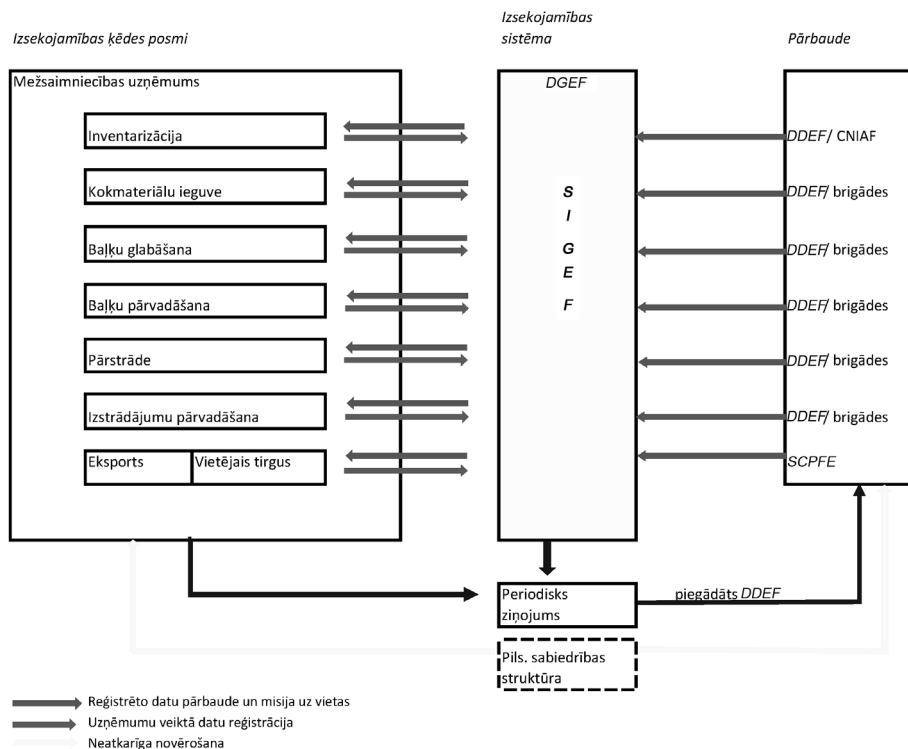 Izsekojamības ķēdes posmi
Izsekojamības
sistēma
Pārbaude
Mežsaimniecības uzņēmums
DGEF
Inventarizācija
DDEF/ CNIAF
Kokmateriālu ieguve
DDEF/ brigādes
Baļķu glabāšana
DDEF/ brigādes
Baļķu pārvadāšana
DDEF/ brigādes
Pārstrāde
DDEF/ brigādes
Izstrādājumu pārvadāšana
DDEF/ brigādes
Eksports
Vietējais tirgus
SCPFE
S
I
G
E
F
Periodisks
ziņojums
piegādāts DDEF
Pils. sabiedrības
struktūra
Reģistrēto datu pārbaude un misija uz vietas
Uzņēmumu veiktā datu reģistrācija
Neatkarīga novērošana